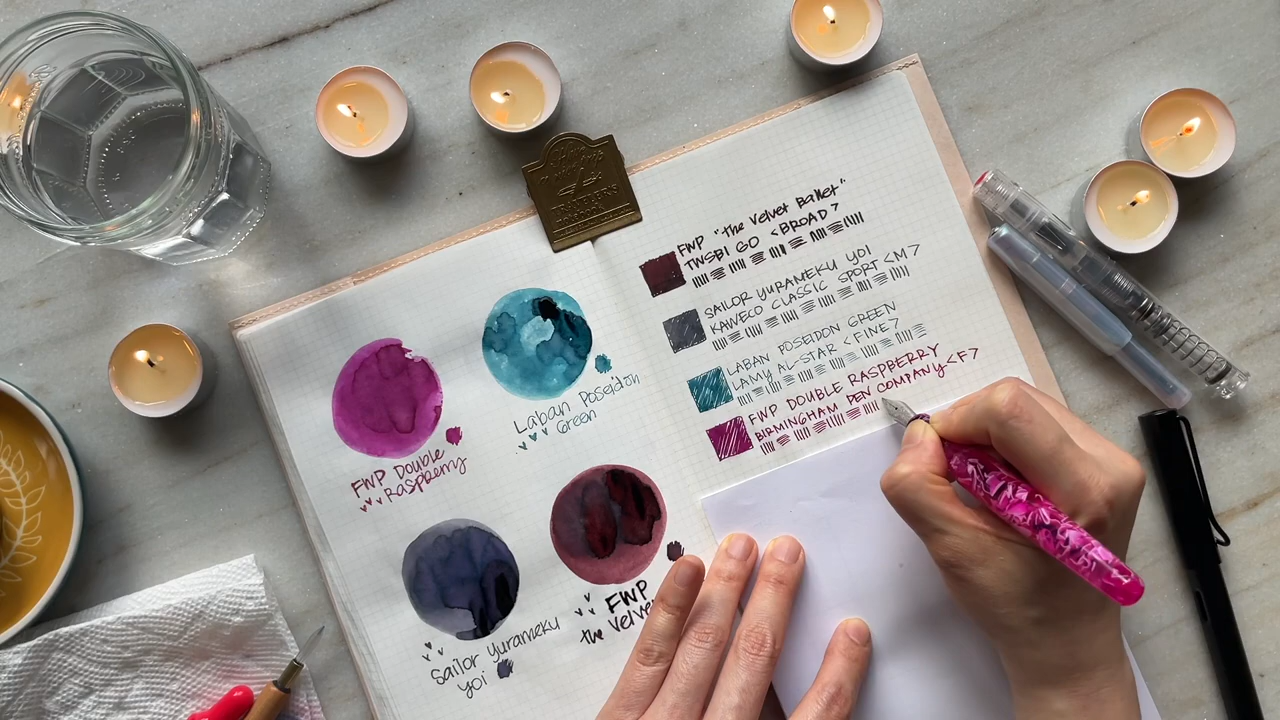 FWP Double
Raspberry
Laban Poseidon
Green
Sailor Yurameku
Yoi
FWP
the Velvet
TRAVELER'S
FWP "the Velvet Ballet"
TWSBI GO <BROAD>
SAILOR YURAMEKU YOI
KAWECO CLASSIC SPORT <M>
LABAN POSEIDON GREEN
LAMY AL-STAR <FINE>
FWP DOUBLE RASPBERRY
BIRMINGHAM PEN COMPANY <F>